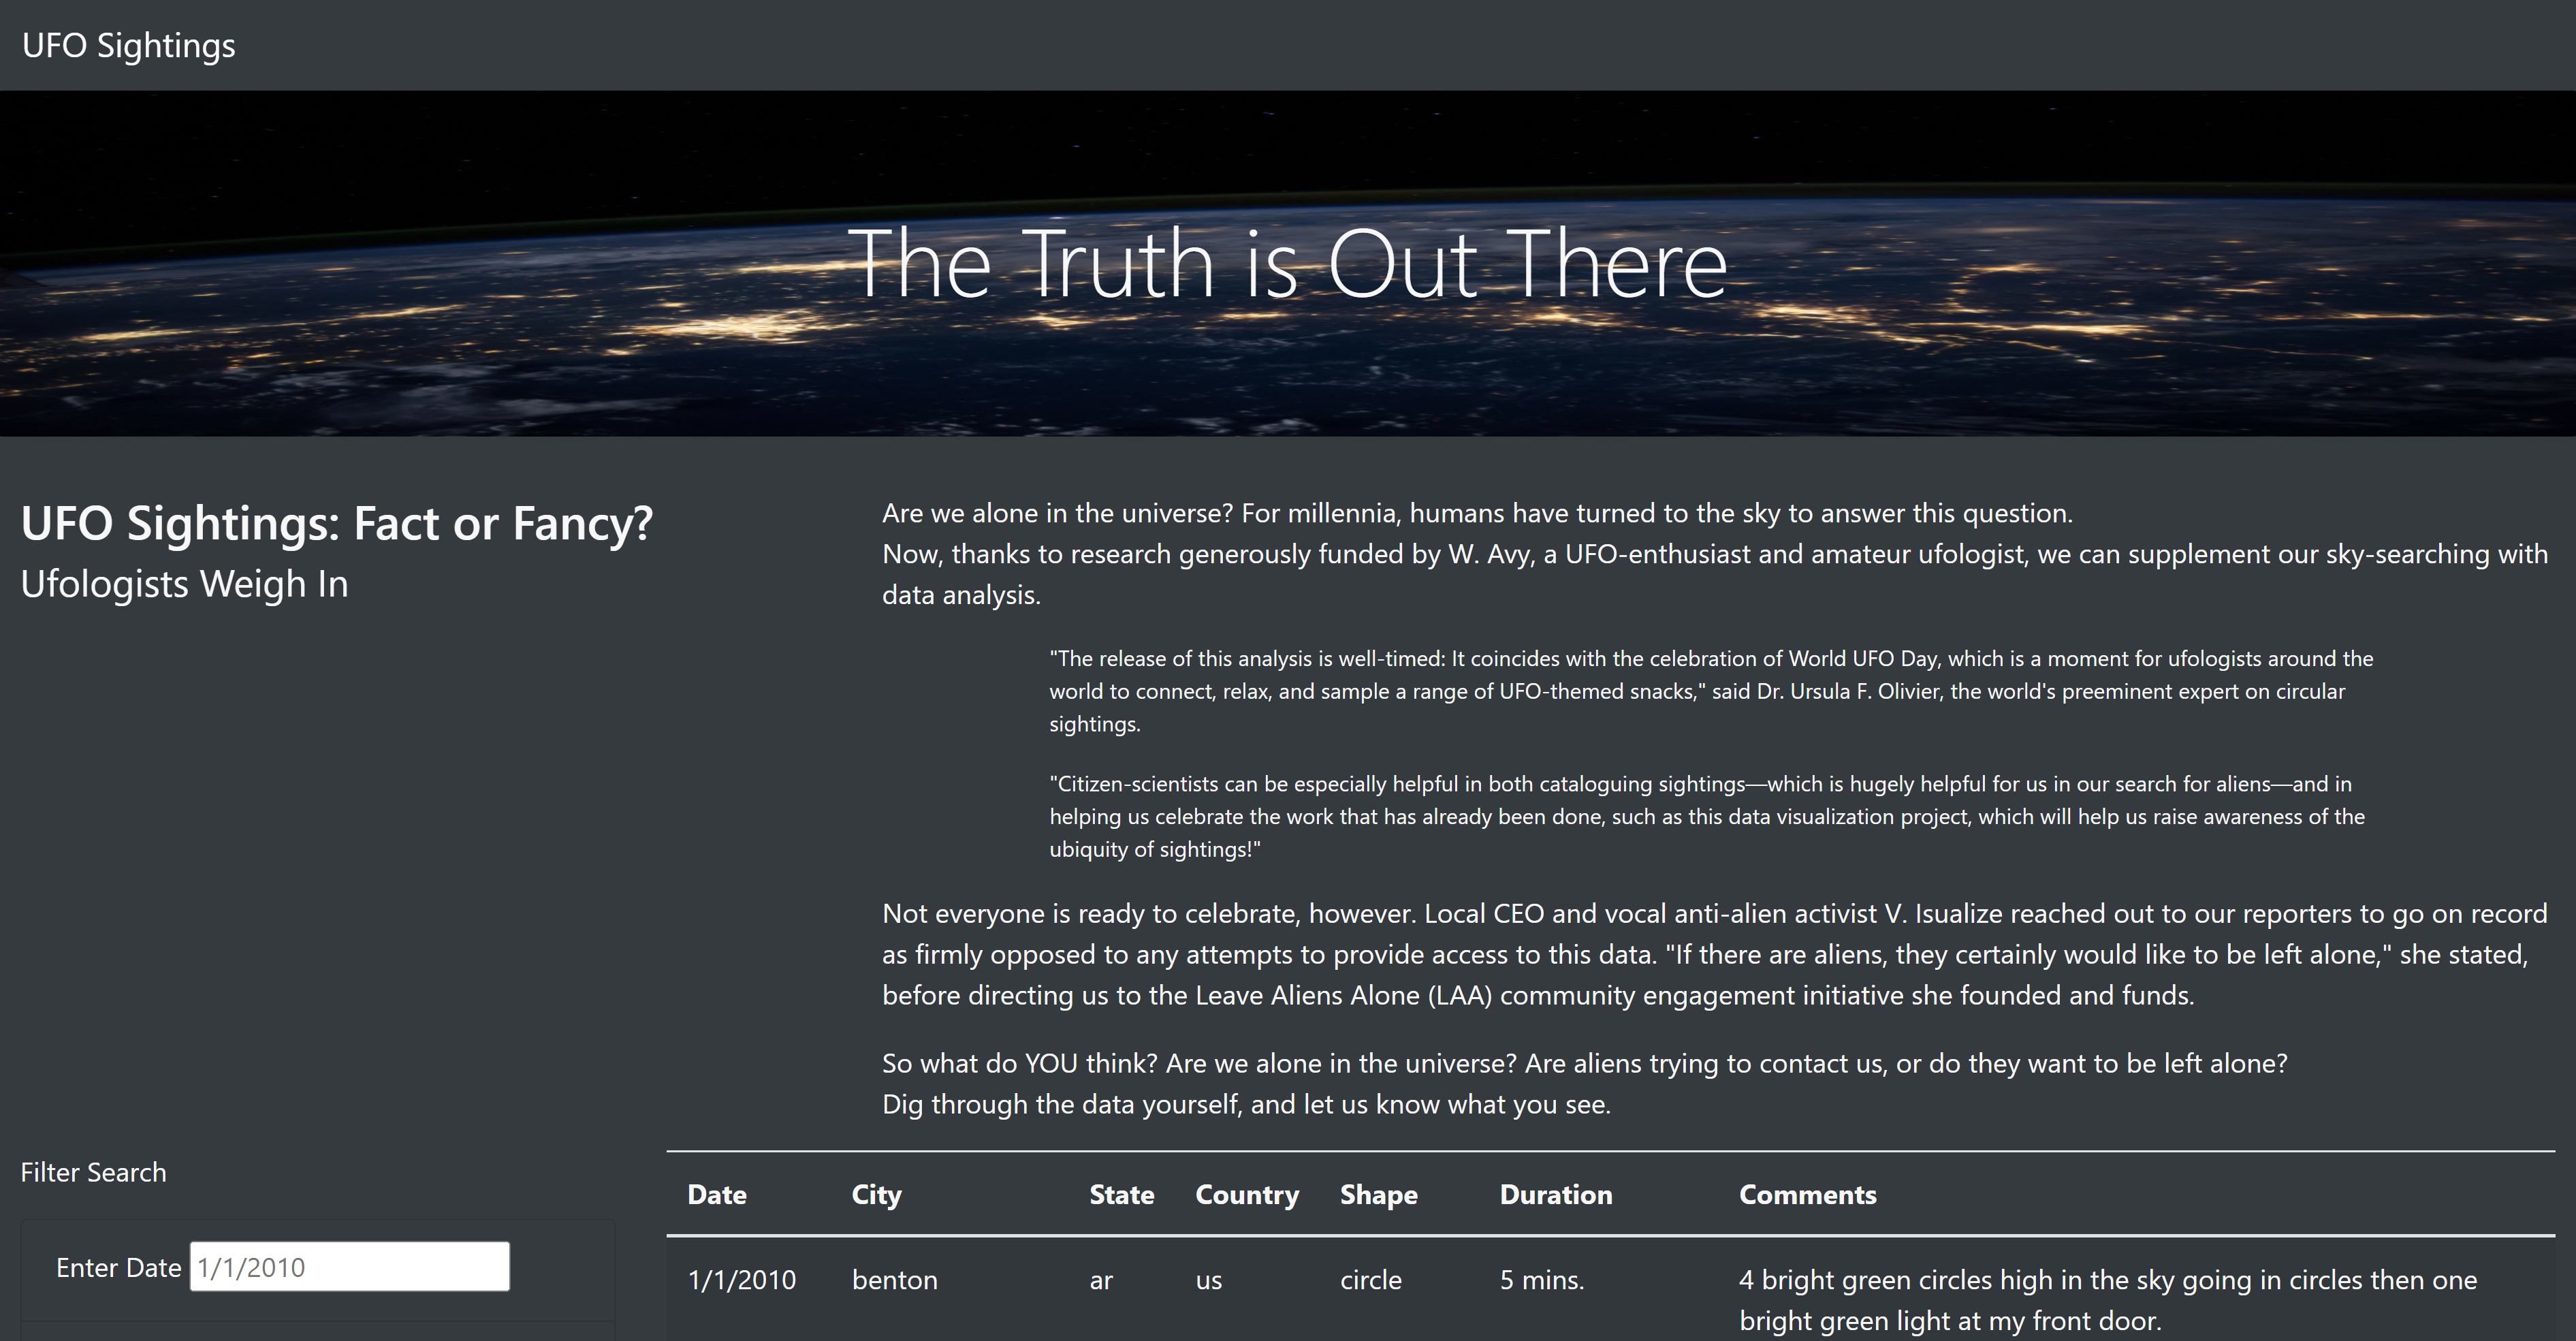 UFO Sightings
The Truth is Out There
UFO Sightings: Fact or Fancy?
Ufologists Weigh In
Are we alone in the universe? For millennia, humans have turned to the sky to answer this question.
Now, thanks to research generously funded by W. Avy, a UFO-enthusiast and amateur ufologist, we can supplement our sky-searching with
data analysis.
"The release of this analysis is well-timed: It coincides with the celebration of World UFO Day, which is a moment for ufologists around the
world to connect, relax, and sample a range of UFO-themed snacks," said Dr. Ursula F. Olivier, the world's preeminent expert on circular
sightings.
"Citizen-scientists can be especially helpful in both cataloguing sightings—which is hugely helpful for us in our search for aliens—and in
helping us celebrate the work that has already been done, such as this data visualization project, which will help us raise awareness of the
ubiquity of sightings!"
Not everyone is ready to celebrate, however. Local CEO and vocal anti-alien activist V. Isualize reached out to our reporters to go on record
as firmly opposed to any attempts to provide access to this data. "If there are aliens, they certainly would like to be left alone," she stated,
before directing us to the Leave Aliens Alone (LAA) community engagement initiative she founded and funds.
So what do YOU think? Are we alone in the universe? Are aliens trying to contact us, or do they want to be left alone?
Dig through the data yourself, and let us know what you see.
Filter Search
Enter Date 1/1/2010
Date City State Country Shape Duration Comments
1/1/2010 benton ar us circle 5 mins. 4 bright green circles high in the sky going in circles then one
bright green light at my front door.